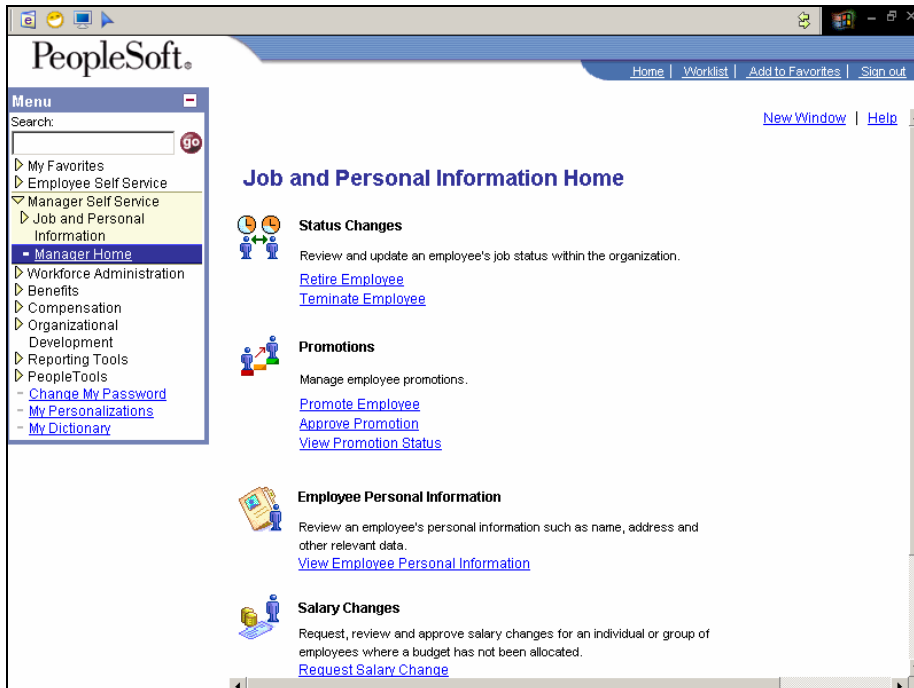 PeopleSoft®
Home | Worklist | Add to Favorites | Sign out
Menu
Search:
go
My Favorites
Employee Self Service
Manager Self Service
Job and Personal
Information
Manager Home
Workforce Administration
Benefits
Compensation
Organizational
Development
Reporting Tools
PeopleTools
Change My Password
My Personalizations
My Dictionary
New Window | Help
Job and Personal Information Home
Status Changes
Review and update an employee's job status within the organization.
Retire Employee
Teminate Employee
Promotions
Manage employee promotions.
Promote Employee
Approve Promotion
View Promotion Status
Employee Personal Information
Review an employee's personal information such as name, address and
other relevant data.
View Employee Personal Information
Salary Changes
Request, review and approve salary changes for an individual or group of
employees where a budget has not been allocated.
Request Salary Change